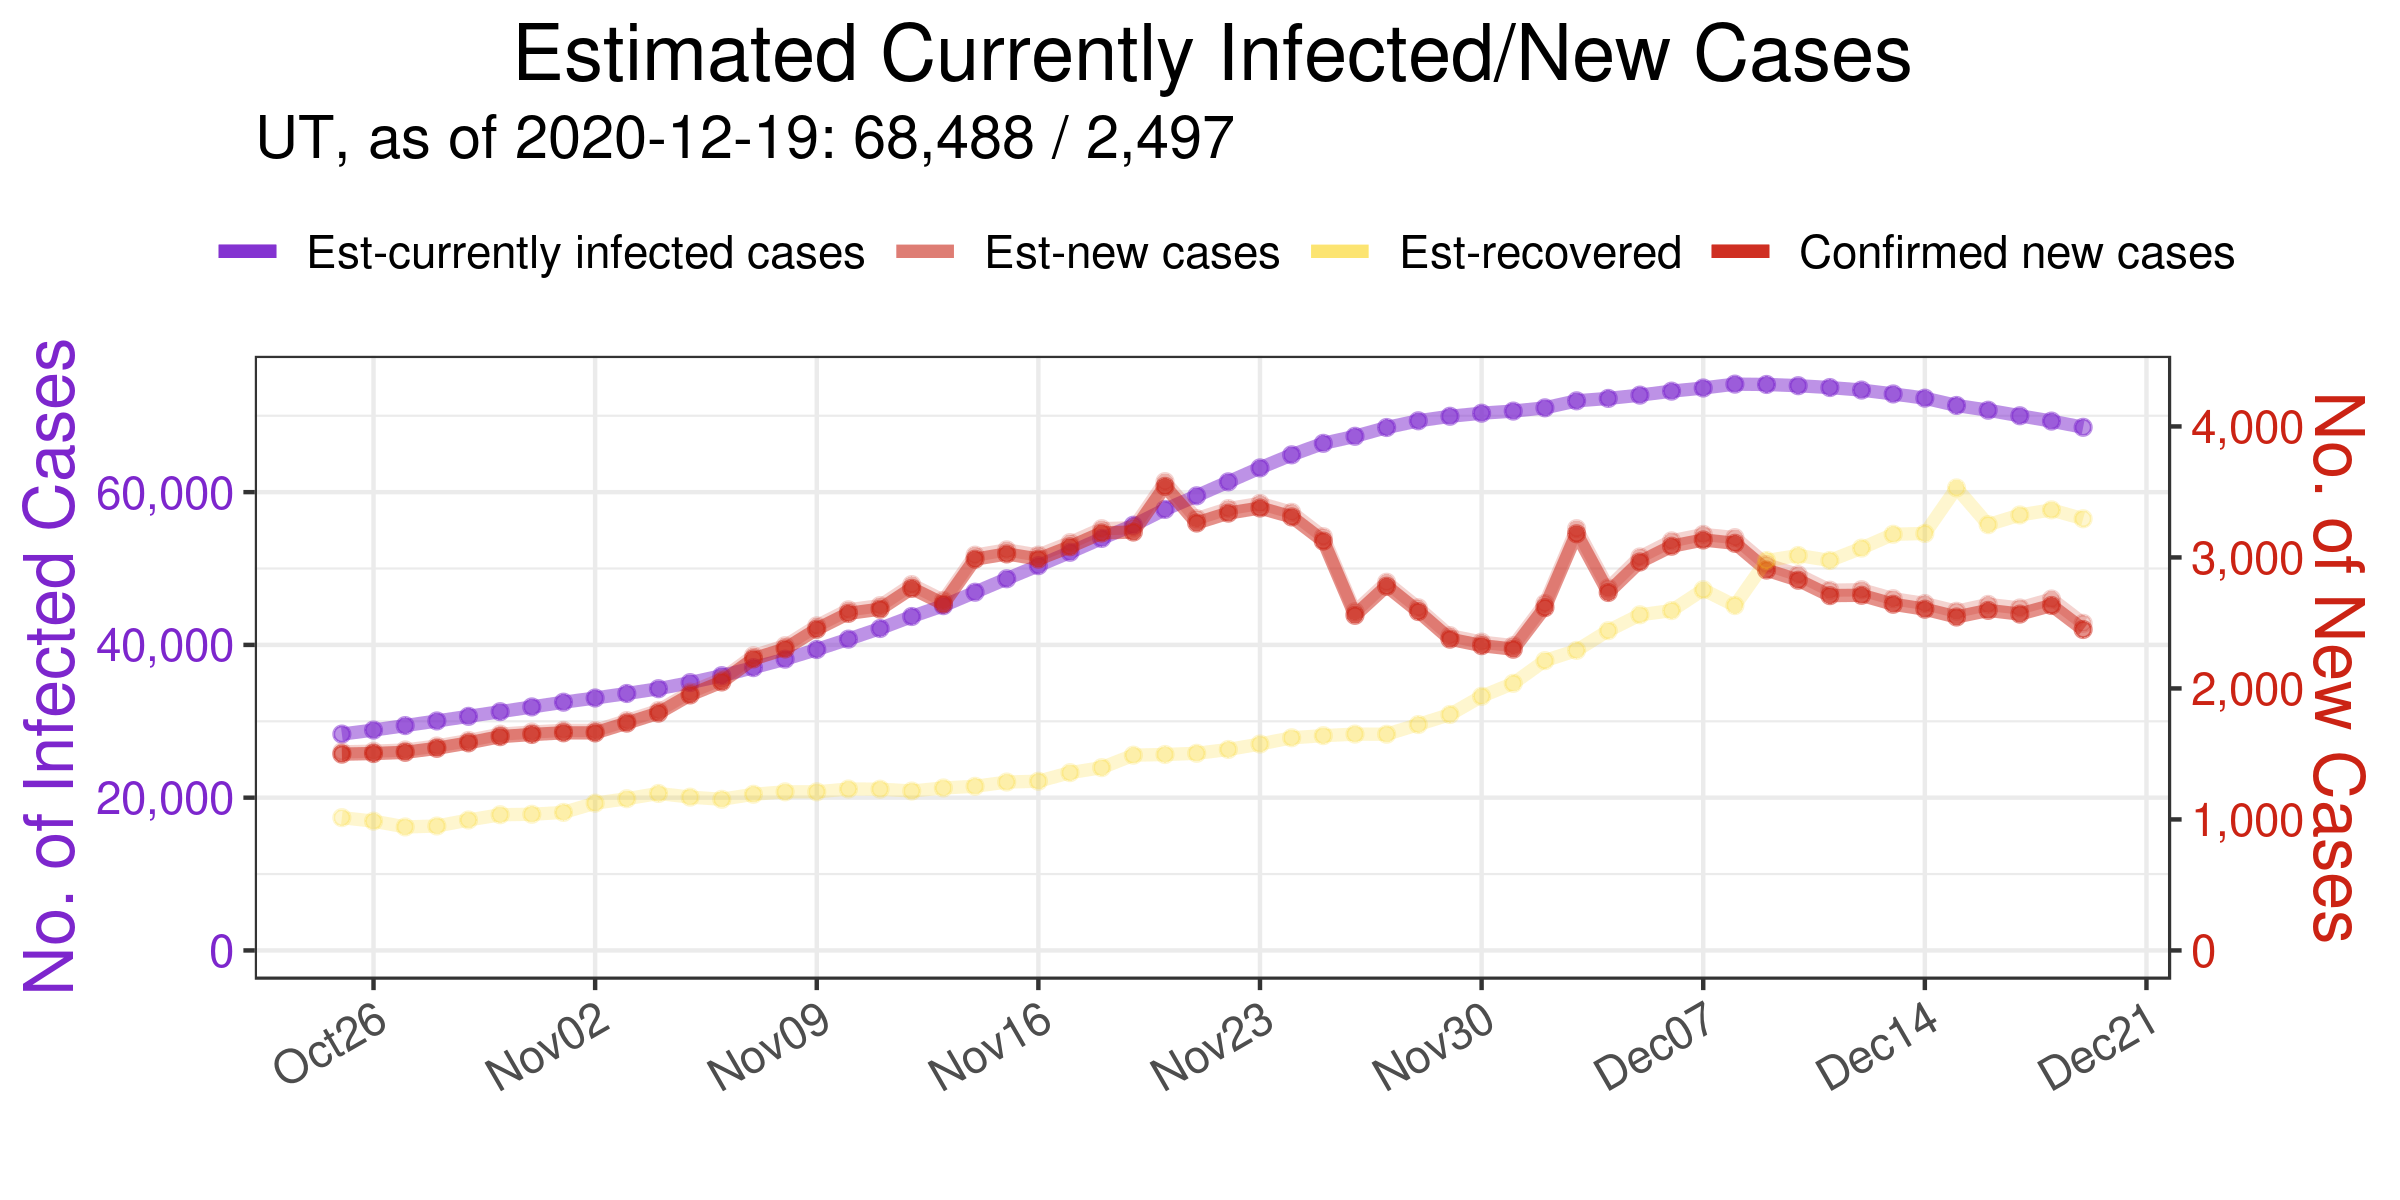 Estimated Currently Infected/New Cases
UT, as of 2020-12-19: 68,488 / 2,497
Est-currently infected cases Est-new cases Est-recovered Confirmed new cases
No. of Infected Cases
60,000
40,000
20,000
0
4,000
3,000
2,000
1,000
0
No. of New Cases
Oct26 Nov02 Nov09 Nov16 Nov23 Nov30 Dec07 Dec14 Dec21